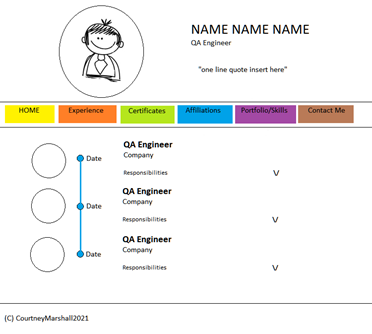 NAME NAME NAME
QA Engineer
"one line quote insert here"
HOME Experience Certificates Affiliations Portfolio/Skills Contact Me
QA Engineer
Date Company
Responsibilities V
QA Engineer
Date Company
Responsibilities V
QA Engineer
Date Company
Responsibilities V
(C) CourtneyMarshall2021